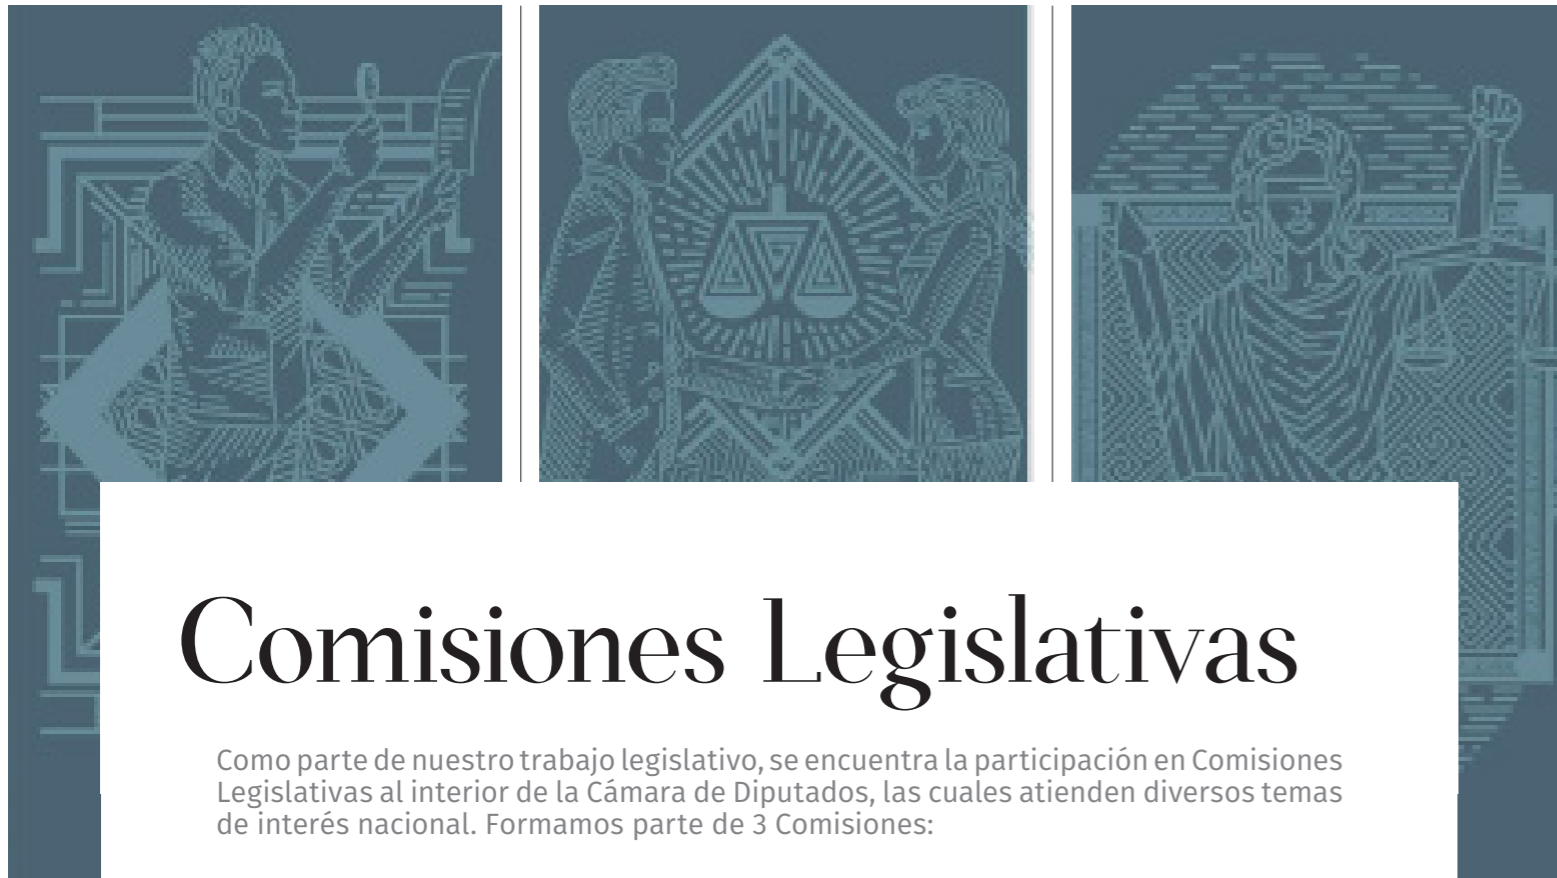 Comisiones Legislativas
Como parte de nuestro trabajo legislativo, se encuentra la participación en Comisiones
Legislativas al interior de la Cámara de Diputados, las cuales atienden diversos temas
de interés nacional. Formamos parte de 3 Comisiones: